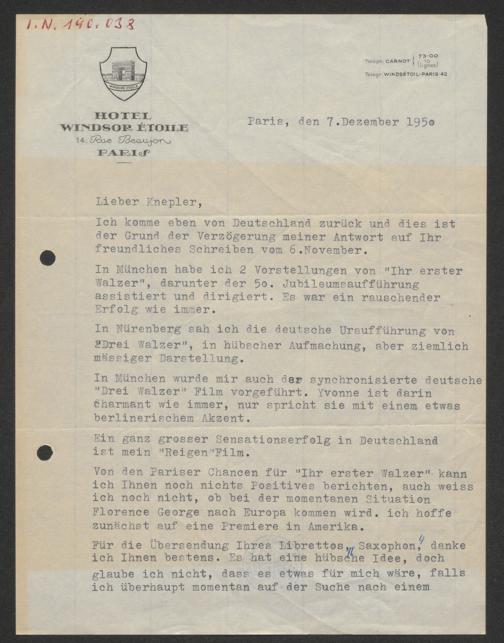 I.N. 190.038
HOTEL
WINDSOR ÉTOILE
14, Rue Beaujon
PARIS
Teleph. CARNOT 73-00
10
(lignes)
Telegr. WINDSETOIL-PARIS-42
Paris, den 7.Dezember 195o
Lieber Knepler,
Ich komme eben von Deutschland zurück und dies ist
der Grund der Verzögerung meiner Antwort auf Ihr
freundliches Schreiben vom 6.November.
In München habe ich 2 Vorstellungen von "Ihr erster
Walzer", darunter der 5o. Jubileumsaufführung
assistiert und dirigiert. Es war ein rauschender
Erfolg wie immer.
In Nürenberg sah ich die deutsche Uraufführung von
"Drei Walzer", in hübscher Aufmachung, aber ziemlich
mässiger Darstellung.
In München wurde mir auch der synchronisierte deutsche
"Drei Walzer" Film vorgeführt. Yvonne ist darin
charmant wie immer, nur spricht sie mit einem etwas
berlinerischem Akzent.
Ein ganz grosser Sensationserfolg in Deutschland
ist mein "Reigen"Film.
Von den Pariser Chancen für "Ihr erster Walzer" kann
ich Ihnen noch nichts Positives berichten, auch weiss
ich noch nicht, ob bei der momentanen Situation
Florence George nach Europa kommen wird. ich hoffe
zunächst auf eine Premiere in Amerika.
Für die Übersendung Ihres Librettos „Saxophon," danke
ich Ihnen bestens. Es hat eine hübsche Idee, doch
glaube ich nicht, dass es etwas für mich wäre, falls
ich überhaupt momentan auf der Suche nach einem